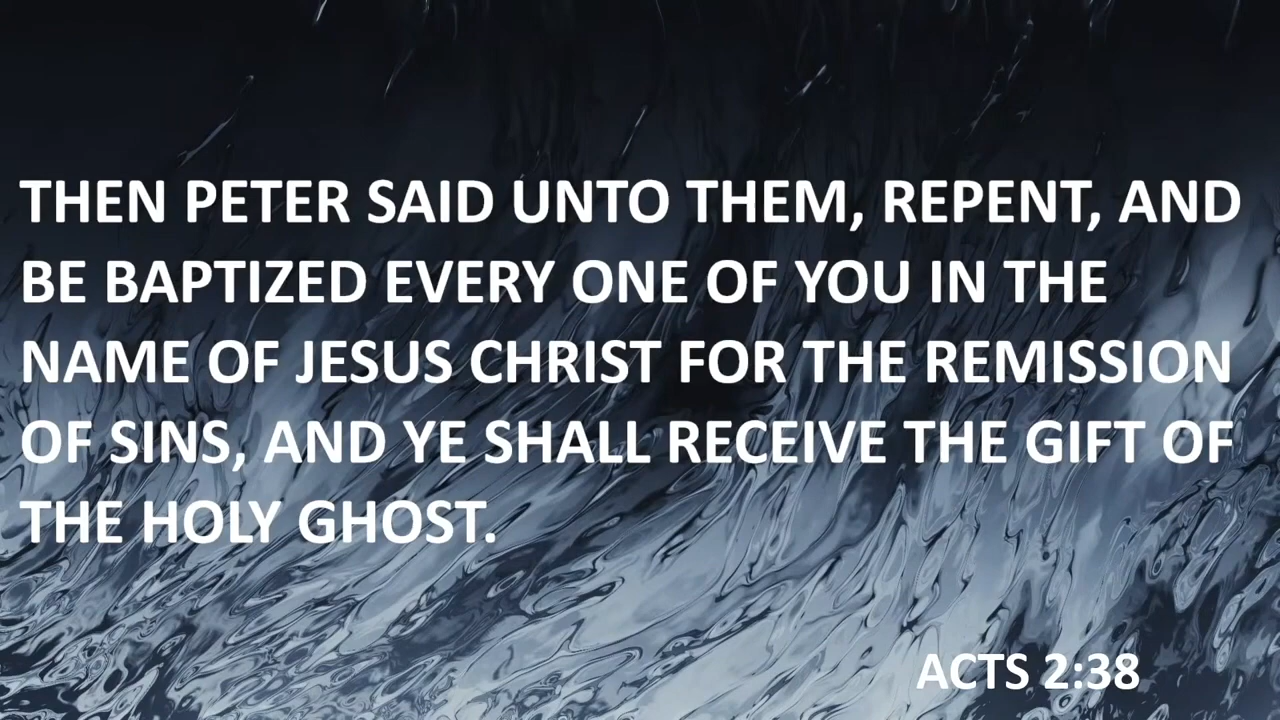 THEN PETER SAID UNTO THEM, REPENT, AND
BE BAPTIZED EVERY ONE OF YOU IN THE
NAME OF JESUS CHRIST FOR THE REMISSION
OF SINS, AND YE SHALL RECEIVE THE GIFT OF
THE HOLY GHOST.
ACTS 2:38